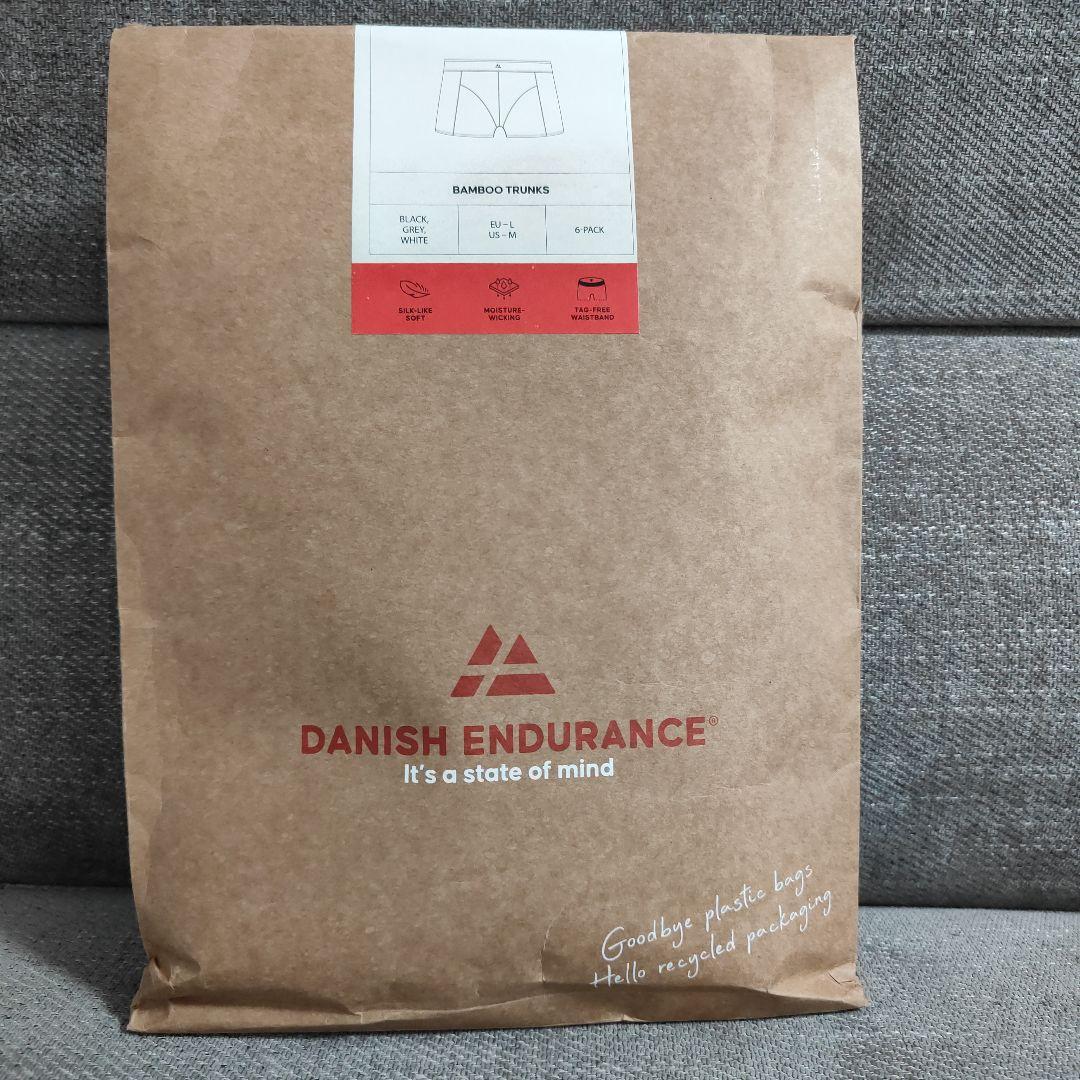 BAMBOO TRUNKS
BLACK,
GREY,
WHITE
EU – L
US – M
6-PACK
SILK-LIKE
SOFT
MOISTURE-
WICKING
TAG-FREE
WAISTBAND
DANISH ENDURANCE®
It's a state of mind
Goodbye plastic bags
Hello recycled packaging